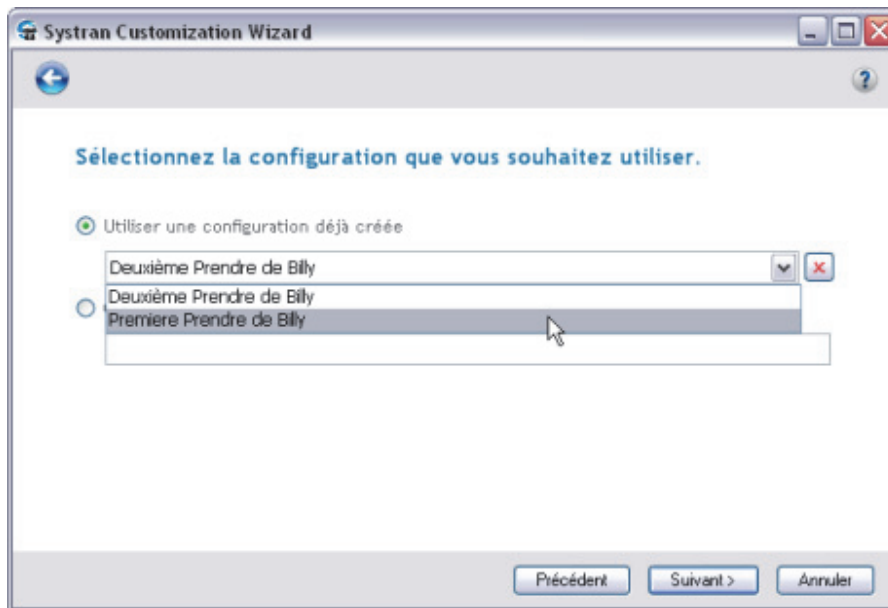 Systran Customization Wizard
Sélectionnez la configuration que vous souhaitez utiliser.
Utiliser une configuration déjà créée
Deuxième Prendre de Billy
Deuxième Prendre de Billy
Premiere Prendre de Billy
Précédent
Suivant >
Annuler